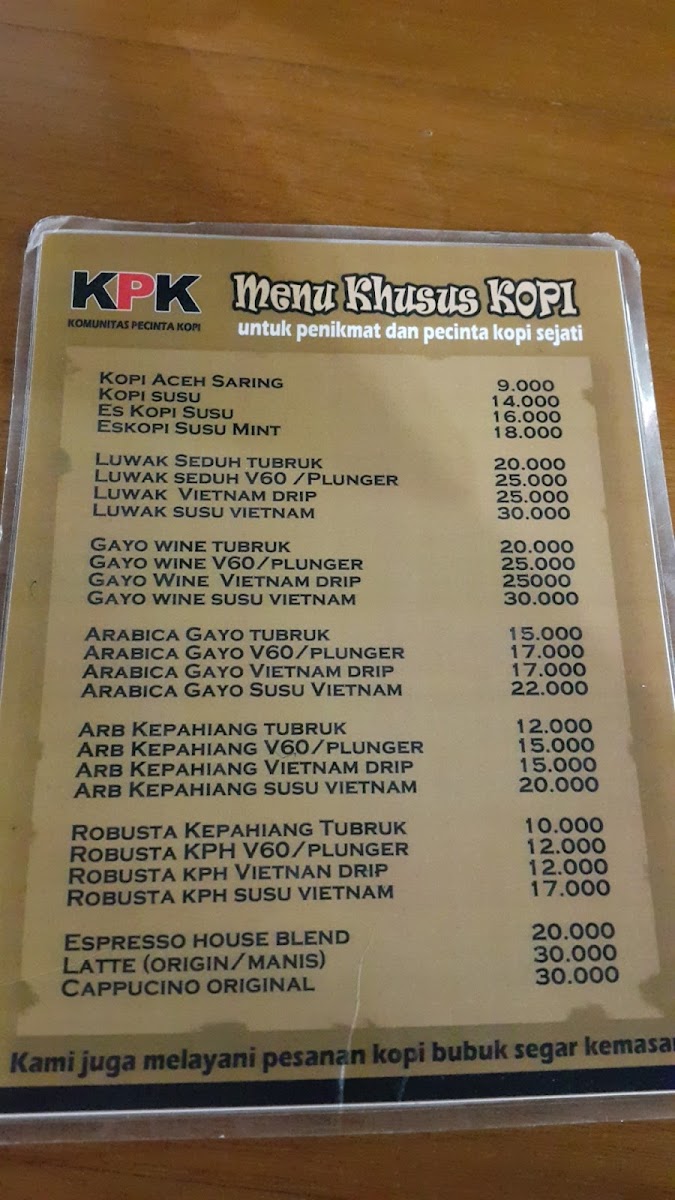 KPK
KOMUNITAS PECINTA KOPI
Menu Khusus KOPI
untuk penikmat dan pecinta kopi sejati
KOPI ACEH SARING 9.000
KOPI SUSU 14.000
ES KOPI SUSU 16.000
ESKOPI SUSU MINT 18.000
LUWAK SEDUH TUBRUK 20.000
LUWAK SEDUH V60 /PLUNGER 25.000
LUWAK VIETNAM DRIP 25.000
LUWAK SUSU VIETNAM 30.000
GAYO WINE TUBRUK 20.000
GAYO WINE V60/PLUNGER 25.000
GAYO WINE VIETNAM DRIP 25000
GAYO WINE SUSU VIETNAM 30.000
ARABICA GAYO TUBRUK 15.000
ARABICA GAYO V60/PLUNGER 17.000
ARABICA GAYO VIETNAM DRIP 17.000
ARABICA GAYO SUSU VIETNAM 22.000
ARB KEPAHIANG TUBRUK 12.000
ARB KEPAHIANG V60/PLUNGER 15.000
ARB KEPAHIANG VIETNAM DRIP 15.000
ARB KEPAHIANG SUSU VIETNAM 20.000
ROBUSTA KEPAHIANG TUBRUK 10.000
ROBUSTA KPH V60/PLUNGER 12.000
ROBUSTA KPH VIETNAN DRIP 12.000
ROBUSTA KPH SUSU VIETNAM 17.000
ESPRESSO HOUSE BLEND 20.000
LATTE (ORIGIN/MANIS) 30.000
CAPPUCINO ORIGINAL 30.000
Kami juga melayani pesanan kopi bubuk segar kemasa